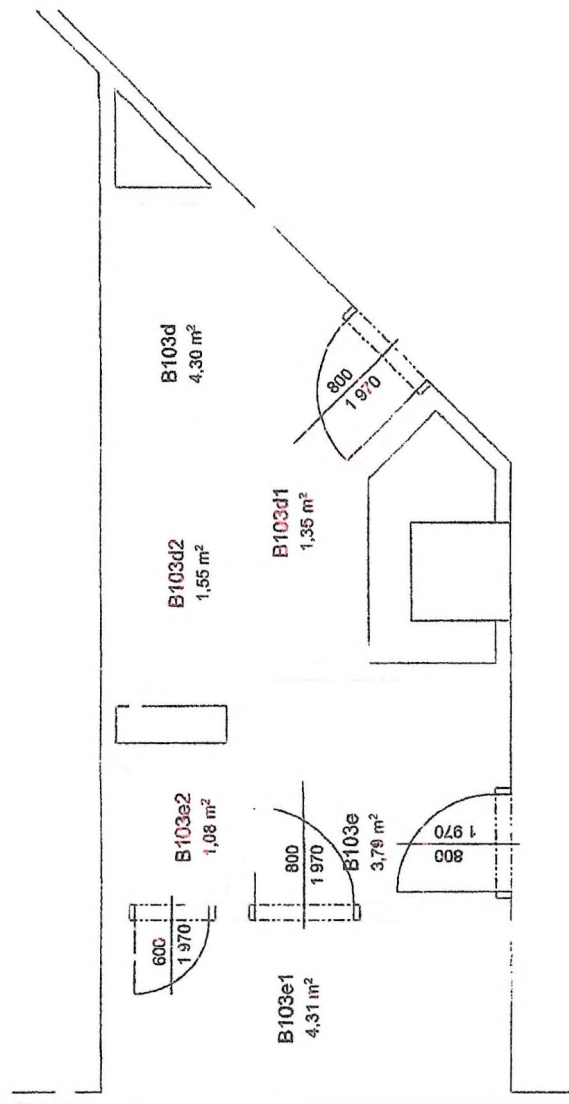 B103d
4,30 m²
800
1 970
B103d1
1,35 m²
B103d2
1,55 m²
B103e2
1,08 m²
800
1 970
B103e
3,79 m²
800
1 970
600
1 970
B103e1
4,31 m²